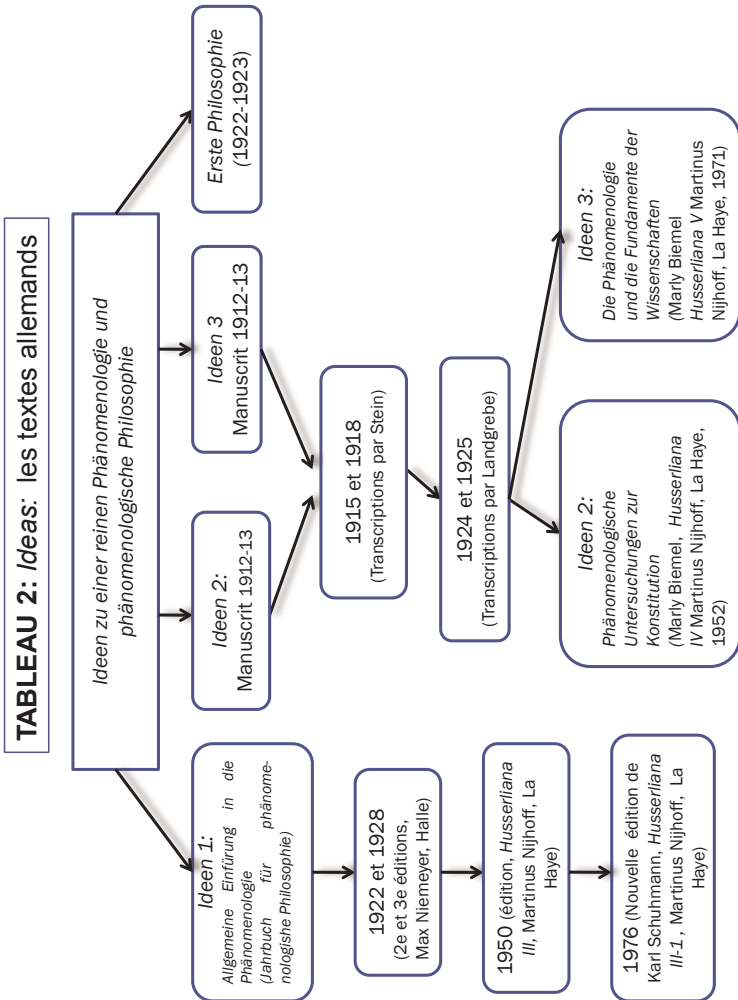 TABLEAU 2: Ideas: les textes allemands
Ideen zu einer reinen Phänomenologie und
phänomenologische Philosophie
Ideen 1:
Allgemeine Einfürung in die
Phänomenologie
(Jahrbuch für phänome-
nologishe Philosophie)
1922 et 1928
(2e et 3e éditions,
Max Niemeyer, Halle)
1950 (édition, Husserliana
III, Martinus Nijhoff, La
Haye)
1976 (Nouvelle édition de
Karl Schuhmann, Husserliana
III-1 , Martinus Nijhoff, La
Haye)
Ideen 2:
Manuscrit 1912-13
Ideen 3
Manuscrit 1912-13
Erste Philosophie
(1922-1923)
1915 et 1918
(Transcriptions par Stein)
1924 et 1925
(Transcriptions par Landgrebe)
Ideen 2:
Phänomenologische
Untersuchungen zur
Konstitution
(Marly Biemel, Husserliana
IV Martinus Nijhoff, La Haye,
1952)
Ideen 3:
Die Phänomenologie
und die Fundamente der
Wissenschaften
(Marly Biemel
Husserliana V Martinus
Nijhoff, La Haye, 1971)